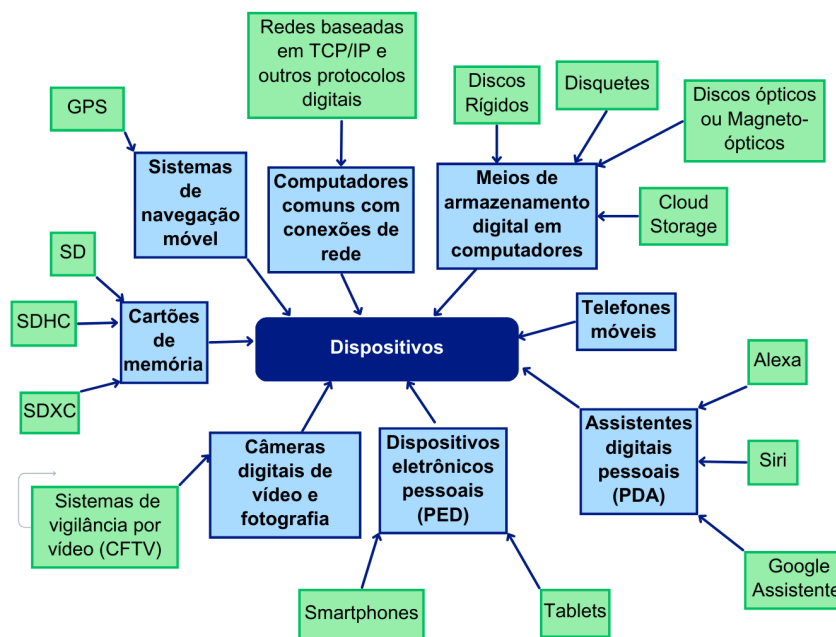 Redes baseadas
em TCP/IP e
outros protocolos
digitais
GPS
Discos
Rígidos
Disquetes
Discos ópticos
ou Magneto-
ópticos
Sistemas
de
navegação
móvel
Computadores
comuns com
conexões de
rede
Meios de
armazenamento
digital em
computadores
Cloud
Storage
SD
SDHC
SDXC
Cartões
de
memória
Dispositivos
Telefones
móveis
Alexa
Siri
Google
Assistente
Assistentes
digitais
pessoais
(PDA)
Câmeras
digitais de
vídeo e
fotografia
Dispositivos
eletrônicos
pessoais
(PED)
Sistemas de
vigilância por
vídeo (CFTV)
Smartphones
Tablets